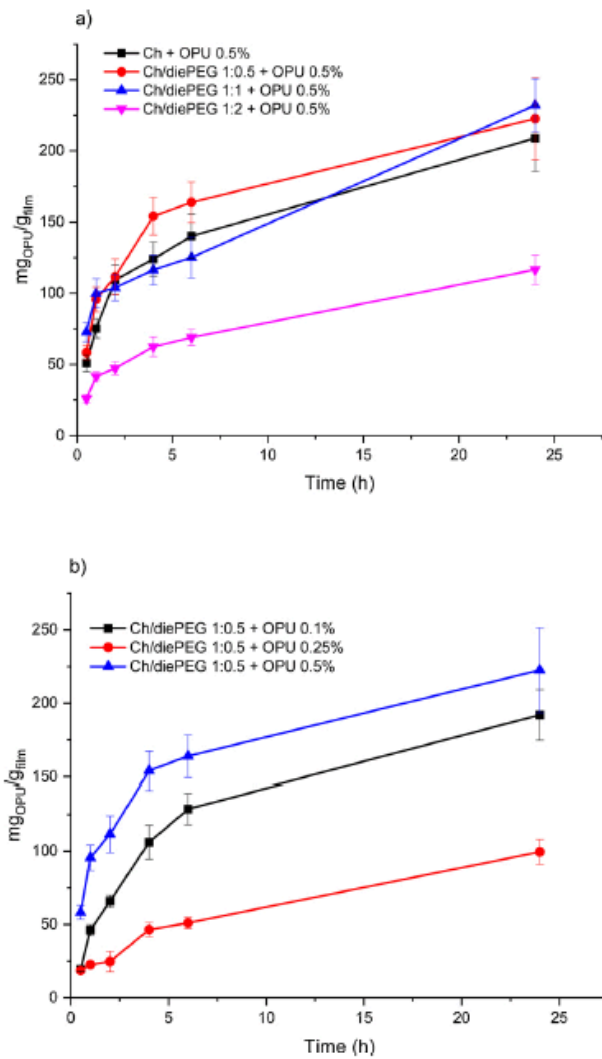 a)
Ch + OPU 0.5%
Ch/diePEG 1:0.5 + OPU 0.5%
Ch/diePEG 1:1 + OPU 0.5%
Ch/diePEG 1:2 + OPU 0.5%
250
200
150
100
50
0
mgOPU/gfilm
0 5 10 15 20 25
Time (h)
b)
Ch/diePEG 1:0.5 + OPU 0.1%
Ch/diePEG 1:0.5 + OPU 0.25%
Ch/diePEG 1:0.5 + OPU 0.5%
250
200
150
100
50
0
mgOPU/gfilm
0 5 10 15 20 25
Time (h)